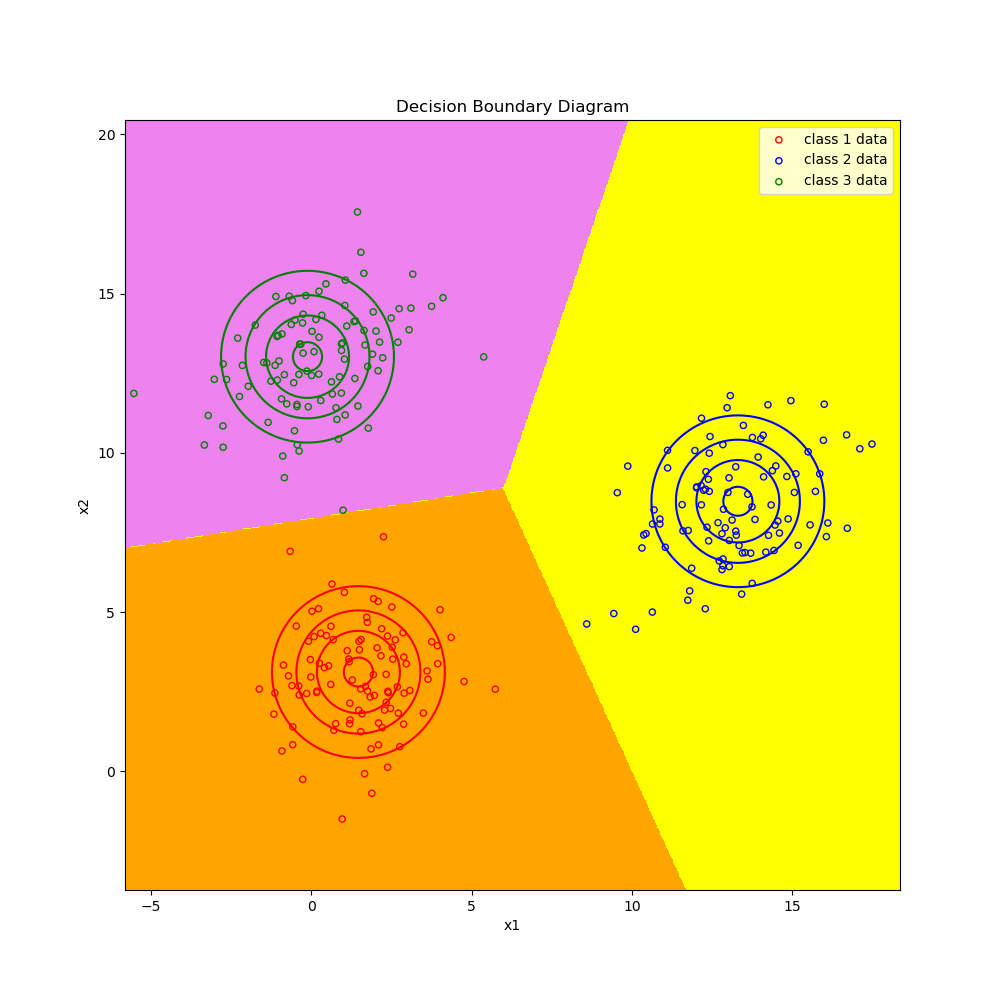 Decision Boundary Diagram
class 1 data
class 2 data
class 3 data
20
15
10
5
0
x2
−5
0
5
10
15
x1